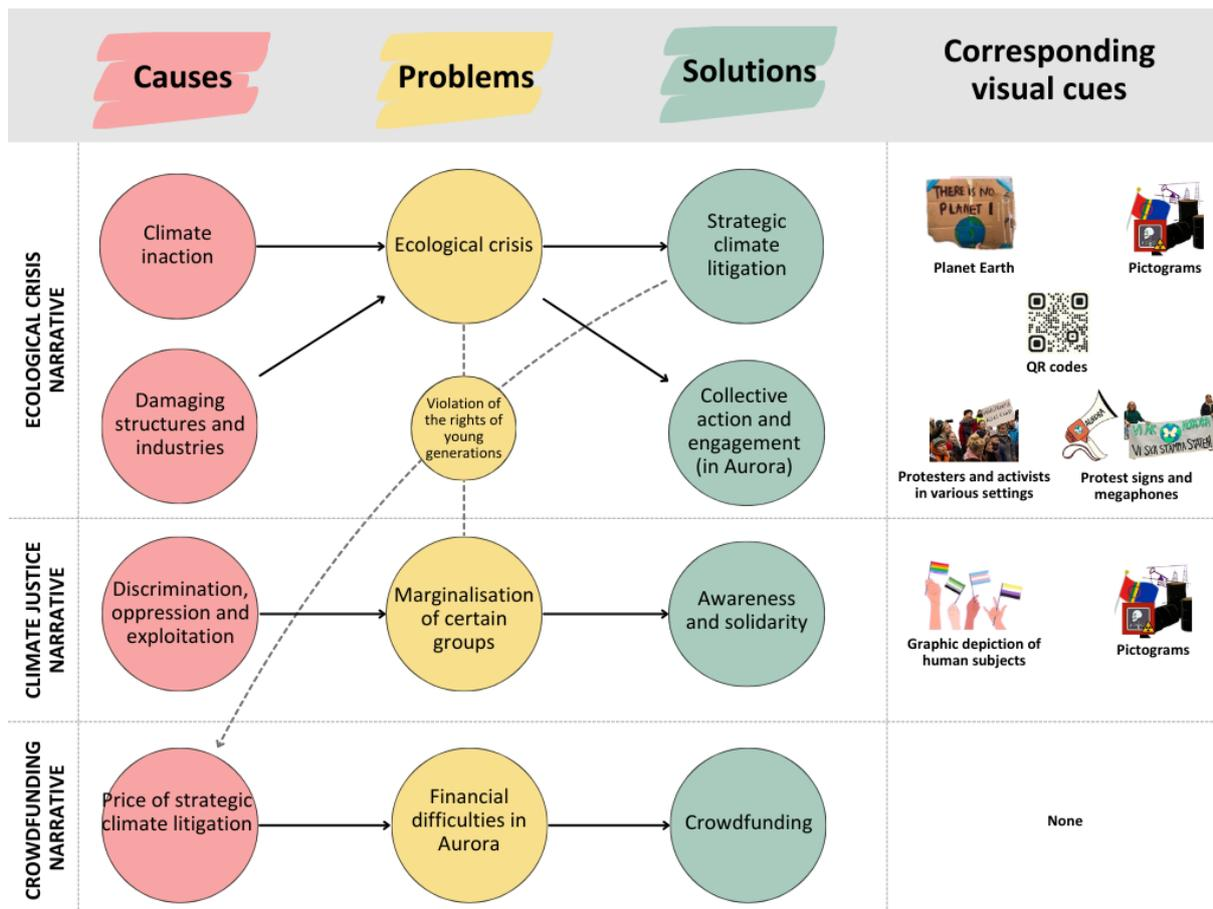 Causes
Problems
Solutions
Corresponding
visual cues
ECOLOGICAL CRISIS
NARRATIVE
Climate
inaction
Ecological crisis
Strategic
climate
litigation
Damaging
structures and
industries
Violation of
the rights of
young
generations
Collective
action and
engagement
(in Aurora)
THERE IS NO
PLANET
Planet Earth
Pictograms
QR codes
AURORA
Protesters and activists
in various settings
Protest signs and
megaphones
CLIMATE JUSTICE
NARRATIVE
Discrimination,
oppression and
exploitation
Marginalisation
of certain
groups
Awareness
and solidarity
Graphic depiction of
human subjects
Pictograms
CROWDFUNDING
NARRATIVE
Price of strategic
climate litigation
Financial
difficulties in
Aurora
Crowdfunding
None